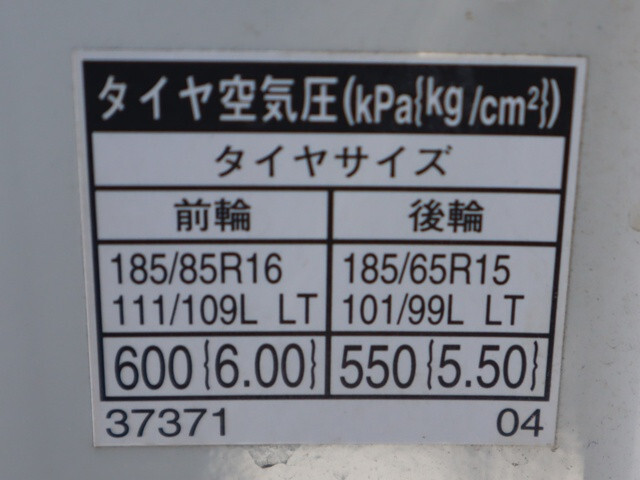 タイヤ空気圧(kPa{kg/cm²})
タイヤサイズ
前輪 後輪
185/85R16 185/65R15
111/109L LT 101/99L LT
600{6.00} 550{5.50}
37371 04